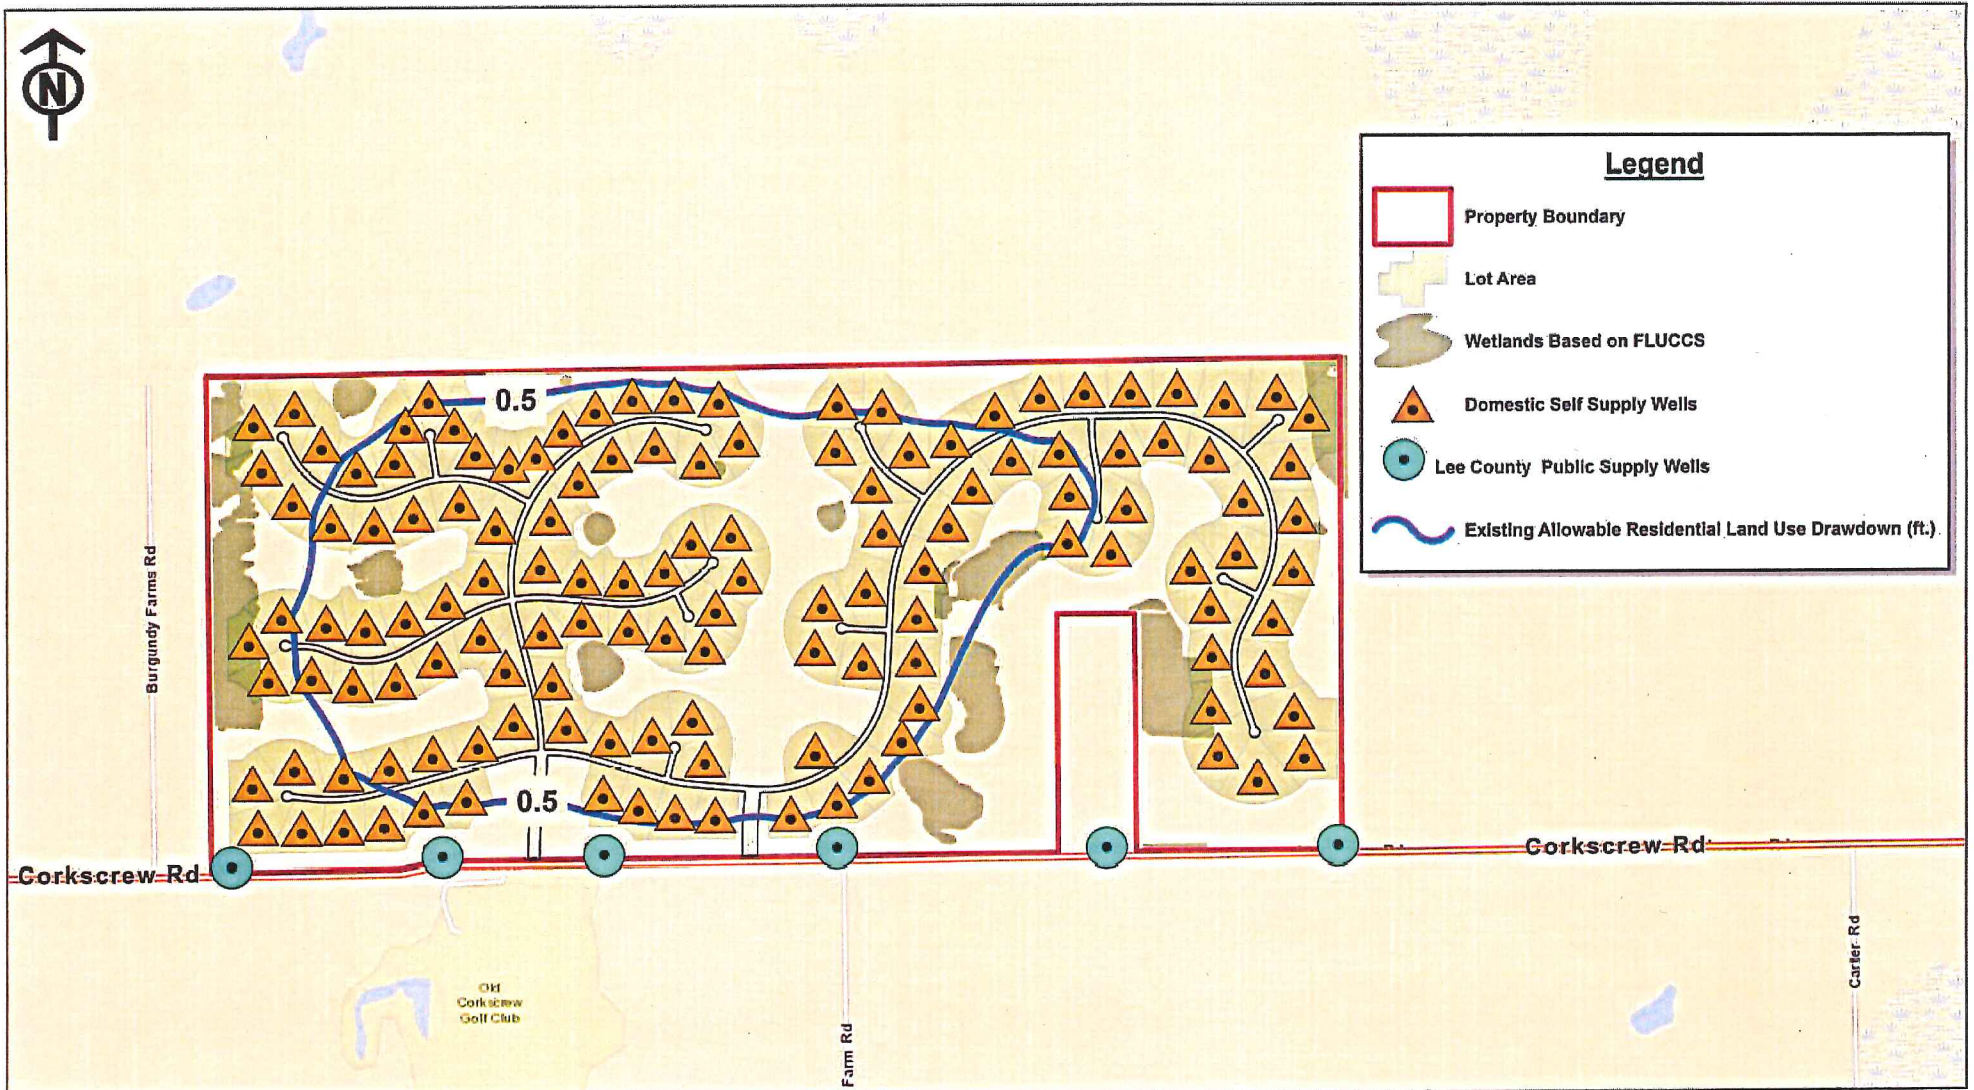 N
Legend
Property Boundary
Lot Area
Wetlands Based on FLUCCS
Domestic Self Supply Wells
Lee County Public Supply Wells
Existing Allowable Residential Land Use Drawdown (ft.)
0.5
Burgundy Farms Rd
0.5
Corkscrew Rd
Corkscrew Rd
Carter Rd
Old
Corkscrew
Golf Club
Farm Rd